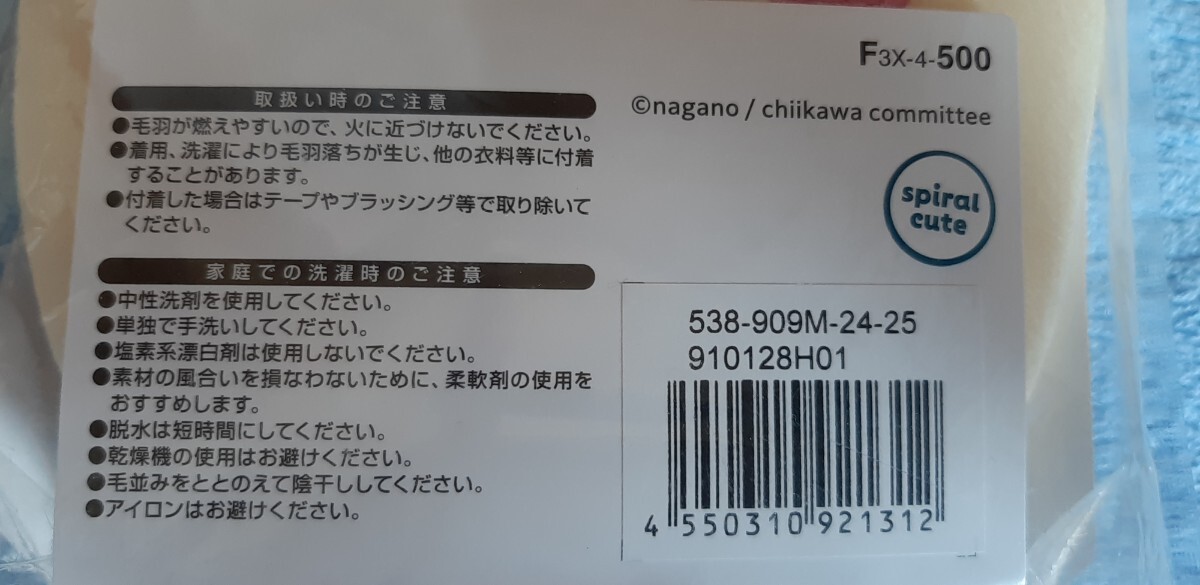 取扱い時のご注意
●毛羽が燃えやすいので、火に近づけないでください。
●着用、洗濯により毛羽落ちが生じ、他の衣料等に付着
することがあります。
●付着した場合はテープやブラッシング等で取り除いて
ください。
家庭での洗濯時のご注意
●中性洗剤を使用してください。
●単独で手洗いしてください。
●塩素系漂白剤は使用しないでください。
●素材の風合いを損なわないために、柔軟剤の使用を
おすすめします。
●脱水は短時間にしてください。
●乾燥機の使用はお避けください。
●毛並みをととのえて陰干ししてください。
●アイロンはお避けください。
F3X-4-500
©nagano / chiikawa committee
spiral
cute
538-909M-24-25
910128H01
4 550310 921312